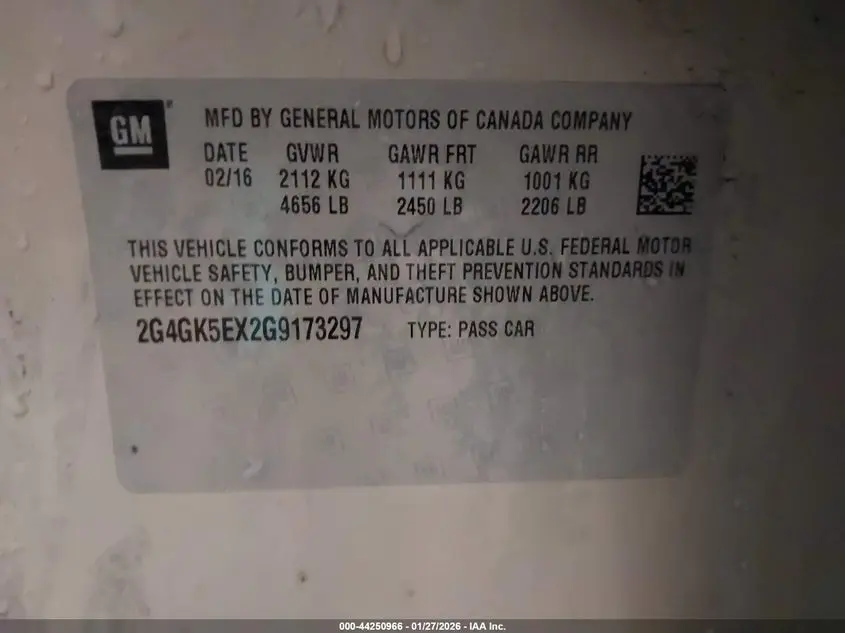 GM
MFD BY GENERAL MOTORS OF CANADA COMPANY
DATE GVWR GAWR FRT GAWR RR
02/16 2112 KG 1111 KG 1001 KG
4656 LB 2450 LB 2206 LB
THIS VEHICLE CONFORMS TO ALL APPLICABLE U.S. FEDERAL MOTOR
VEHICLE SAFETY, BUMPER, AND THEFT PREVENTION STANDARDS IN
EFFECT ON THE DATE OF MANUFACTURE SHOWN ABOVE.
2G4GK5EX2G9173297 TYPE: PASS CAR
000-44250966 - 01/27/2026 - IAA Inc.